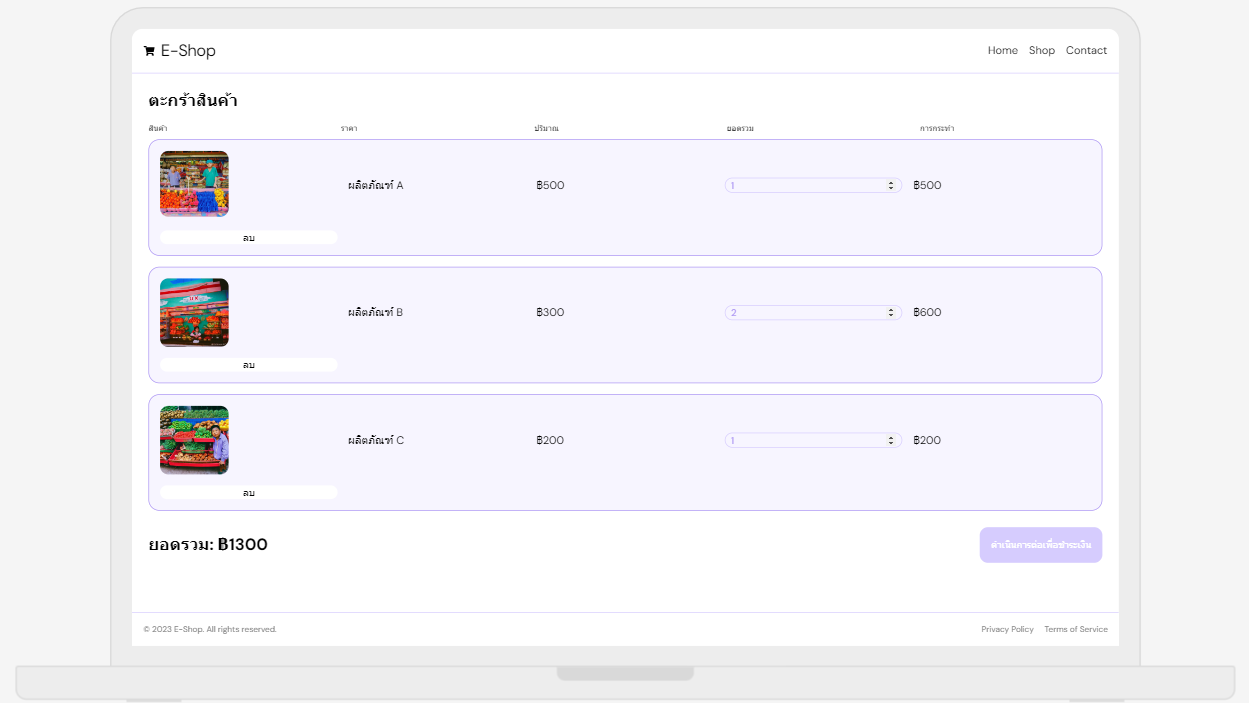 E-Shop
Home Shop Contact
ตะกร้าสินค้า
สินค้า ราคา ปริมาณ ยอดรวม การกระทำ
ผลิตภัณฑ์ A ฿500 1 ฿500
ลบ
ผลิตภัณฑ์ B ฿300 2 ฿600
ลบ
ผลิตภัณฑ์ C ฿200 1 ฿200
ลบ
ยอดรวม: ฿1300
ดำเนินการต่อเพื่อชำระเงิน
© 2023 E-Shop. All rights reserved.
Privacy Policy Terms of Service